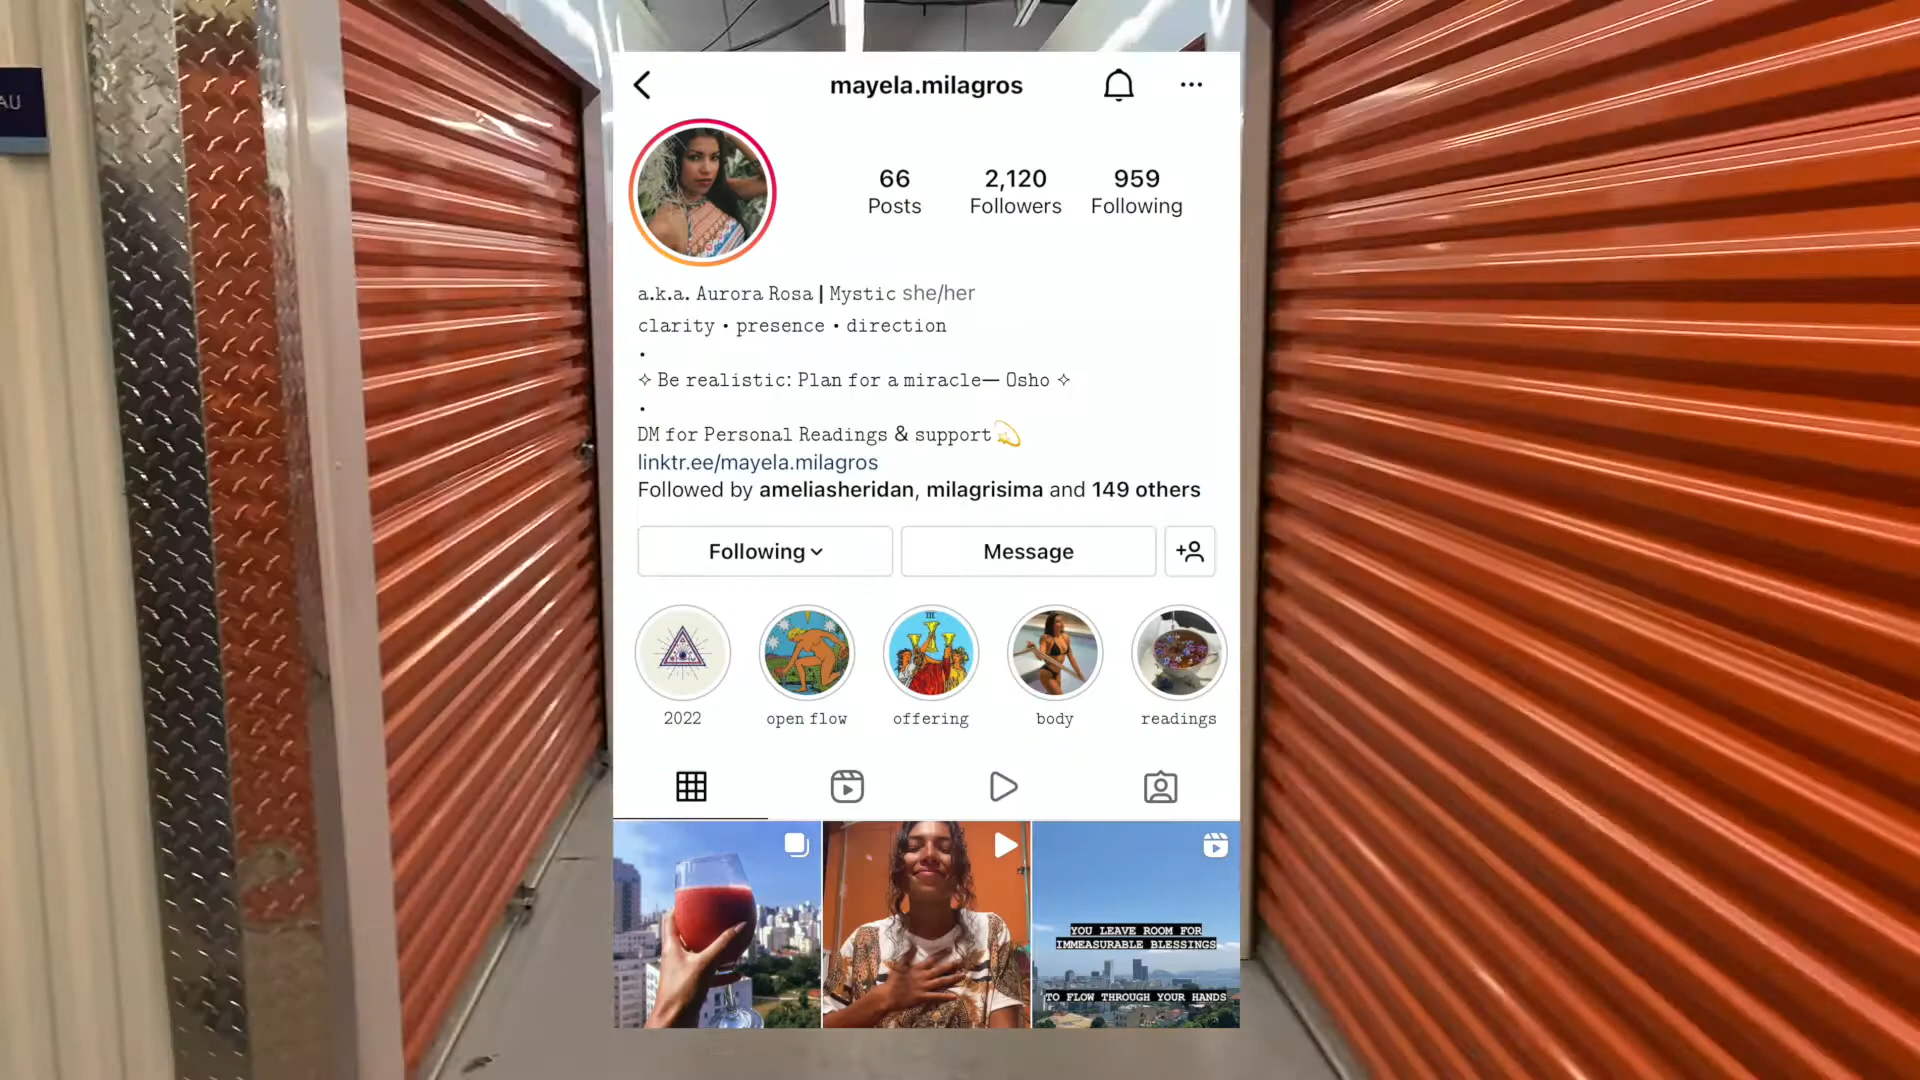 AU
mayela.milagros
66
Posts
2,120
Followers
959
Following
a.k.a. Aurora Rosa | Mystic she/her
clarity • presence • direction
•
✧ Be realistic: Plan for a miracle— Osho ✧
•
DM for Personal Readings & support💫
linktr.ee/mayela.milagros
Followed by ameliasheridan, milagrisima and 149 others
Following
Message
III
2022
open flow
offering
body
readings
YOU LEAVE ROOM FOR
IMMEASURABLE BLESSINGS
TO FLOW THROUGH YOUR HANDS